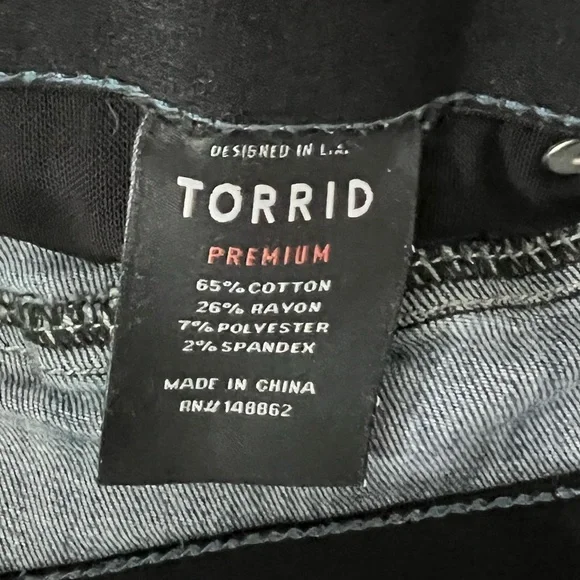 DESIGNED IN L.A.
TORRID
PREMIUM
65% COTTON
26% RAYON
7% POLYESTER
2% SPANDEX
MADE IN CHINA
RN# 148862